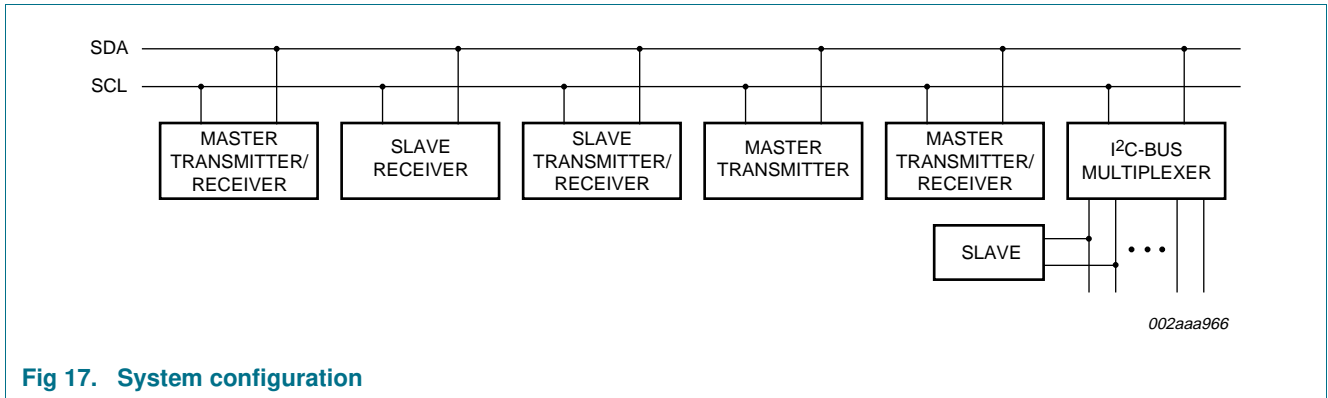 SDA
SCL
MASTER
TRANSMITTER/
RECEIVER
SLAVE
RECEIVER
SLAVE
TRANSMITTER/
RECEIVER
MASTER
TRANSMITTER
MASTER
TRANSMITTER/
RECEIVER
I2C-BUS
MULTIPLEXER
SLAVE
002aaa966
Fig 17. System configuration